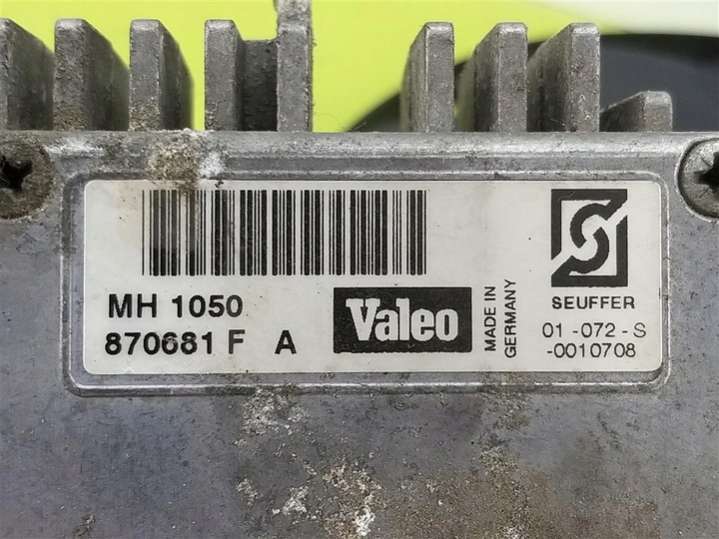 MH 1050
870681 F A
Valeo
MADE IN
GERMANY
SEUFFER
01-072-S
-0010708